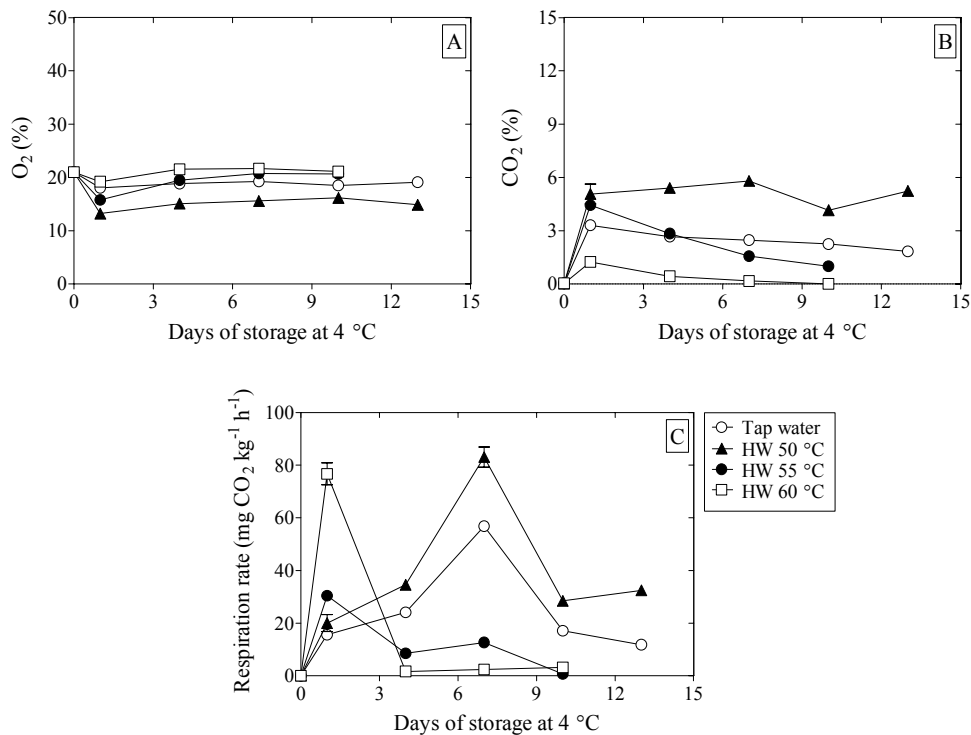 A
O₂ (%)
50
40
30
20
10
0
0 3 6 9 12 15
Days of storage at 4 °C
B
CO₂ (%)
15
12
9
6
3
0
0 3 6 9 12 15
Days of storage at 4 °C
C
Respiration rate (mg CO₂ kg⁻¹ h⁻¹)
100
80
60
40
20
0
0 3 6 9 12 15
Days of storage at 4 °C
Tap water
HW 50 °C
HW 55 °C
HW 60 °C